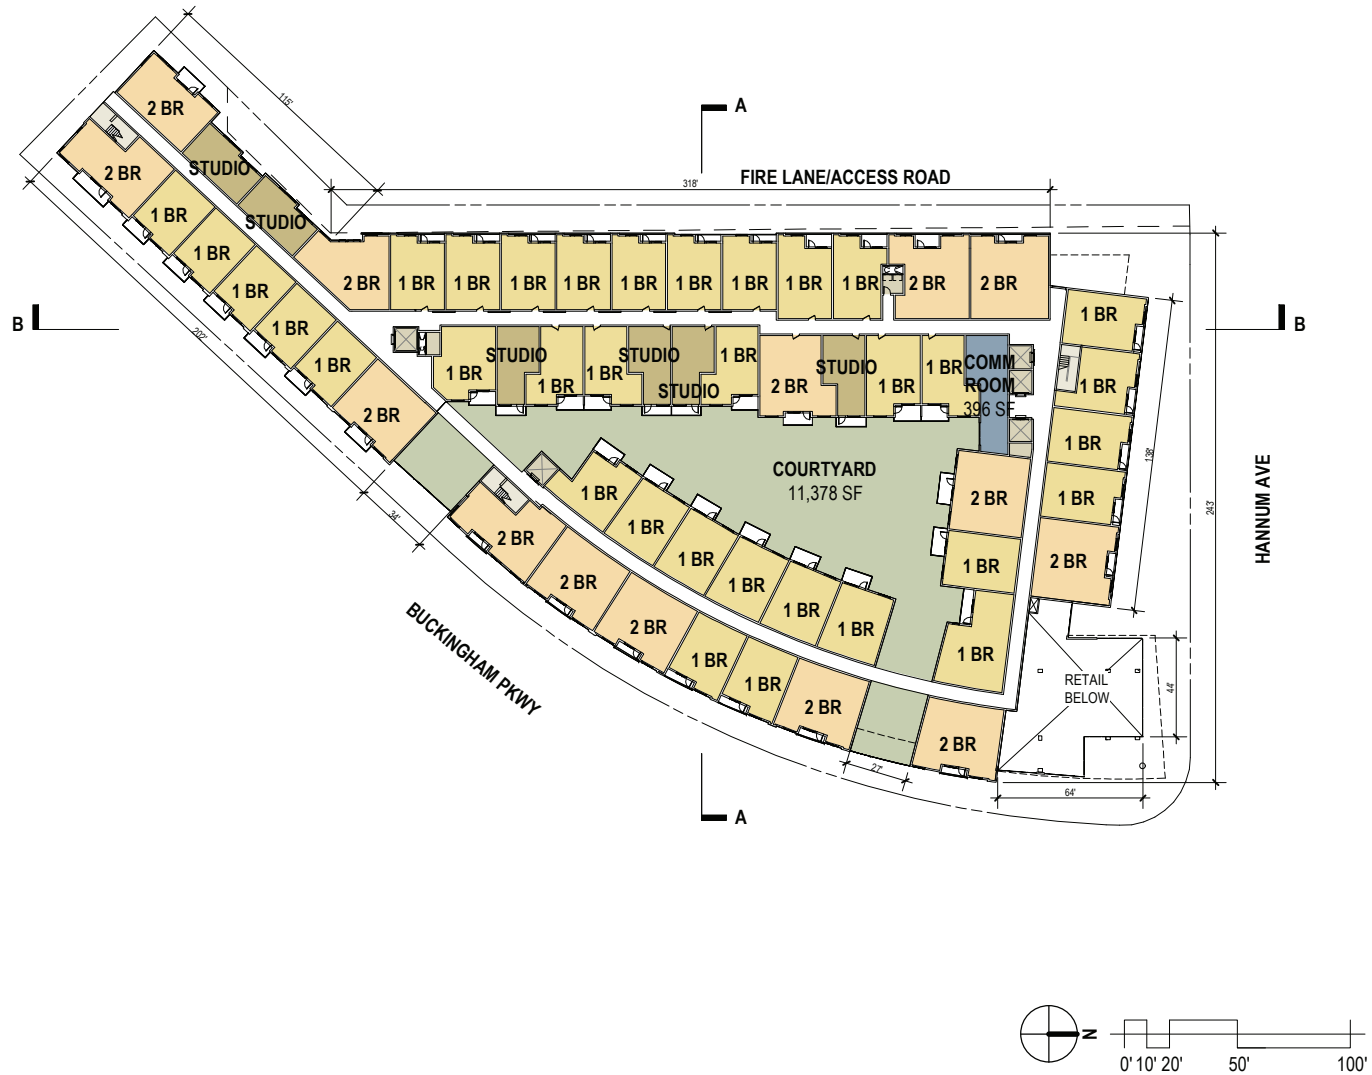 A
115'
2 BR
FIRE LANE/ACCESS ROAD
318'
2 BR
STUDIO
1 BR
STUDIO
1 BR
2 BR
1 BR
1 BR
1 BR
1 BR
1 BR
1 BR
1 BR
1 BR
1 BR
2 BR
2 BR
1 BR
B
B
1 BR
1 BR
1 BR
202'
1 BR
STUDIO
1 BR
1 BR
STUDIO
STUDIO
1 BR
2 BR
STUDIO
1 BR
1 BR
COMM
ROOM
396 SF
1 BR
2 BR
1 BR
138'
COURTYARD
11,378 SF
1 BR
2 BR
1 BR
243'
HANNUM AVE
34'
1 BR
1 BR
2 BR
1 BR
1 BR
2 BR
2 BR
1 BR
1 BR
1 BR
2 BR
BUCKINGHAM PKWY
1 BR
1 BR
1 BR
RETAIL
BELOW
44'
2 BR
2 BR
27'
64'
A
N
0' 10' 20' 50' 100'